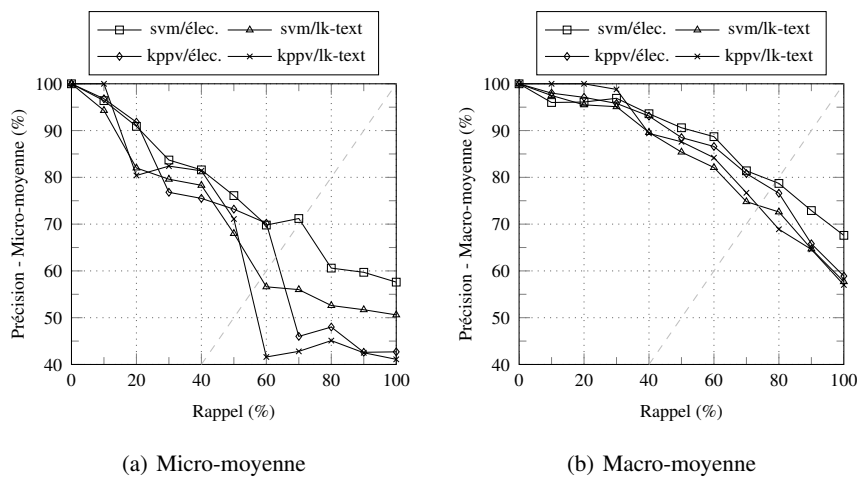 svm/élec. svm/lk-text
kppv/élec. kppv/lk-text
100
90
80
70
60
50
40
Précision - Micro-moyenne (%)
0 20 40 60 80 100
Rappel (%)
(a) Micro-moyenne
svm/élec. svm/lk-text
kppv/élec. kppv/lk-text
100
90
80
70
60
50
40
Précision - Macro-moyenne (%)
0 20 40 60 80 100
Rappel (%)
(b) Macro-moyenne